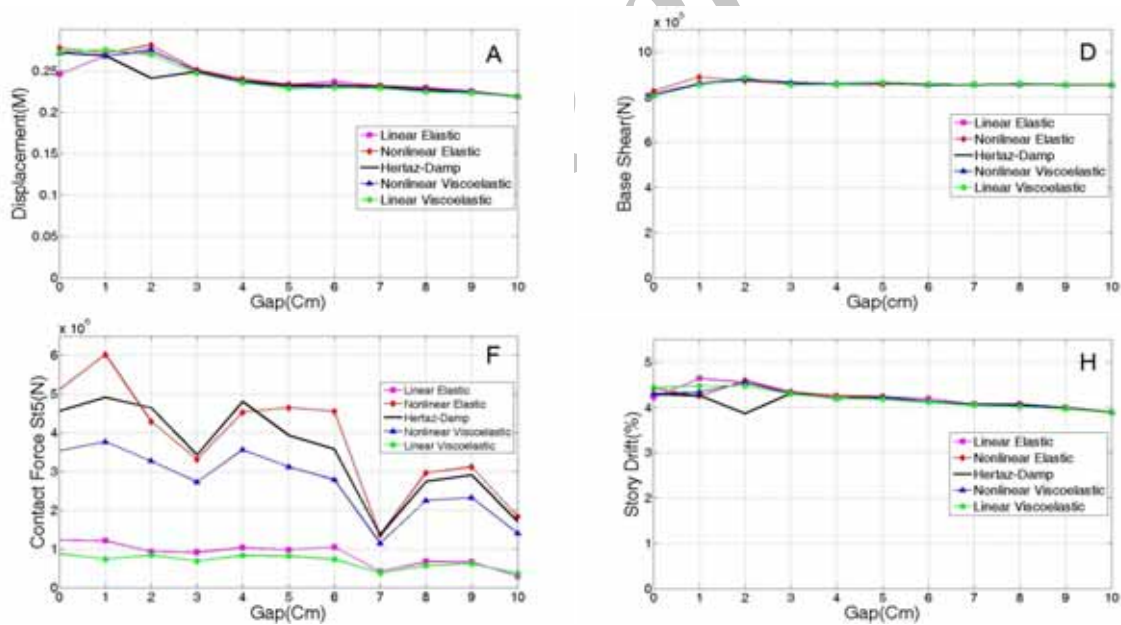 A
Displacement(M)
0.25
0.2
0.15
0.1
0.05
0
Linear Elastic
Nonlinear Elastic
Hertaz-Damp
Nonlinear Viscoelastic
Linear Viscoelastic
0 1 2 3 4 5 6 7 8 9 10
Gap(Cm)
D
Base Shear(N)
10
8
6
4
2
0
Linear Elastic
Nonlinear Elastic
Hertaz-Damp
Nonlinear Viscoelastic
Linear Viscoelastic
0 1 2 3 4 5 6 7 8 9 10
Gap(cm)
F
Contact Force St5(N)
6
5
4
3
2
1
0
Linear Elastic
Nonlinear Elastic
Hertaz-Damp
Nonlinear Viscoelastic
Linear Viscoelastic
0 1 2 3 4 5 6 7 8 9 10
Gap(Cm)
H
Story Drift(%)
5
4
3
2
1
0
Linear Elastic
Nonlinear Elastic
Hertaz-Damp
Nonlinear Viscoelastic
Linear Viscoelastic
0 1 2 3 4 5 6 7 8 9 10
Gap(Cm)